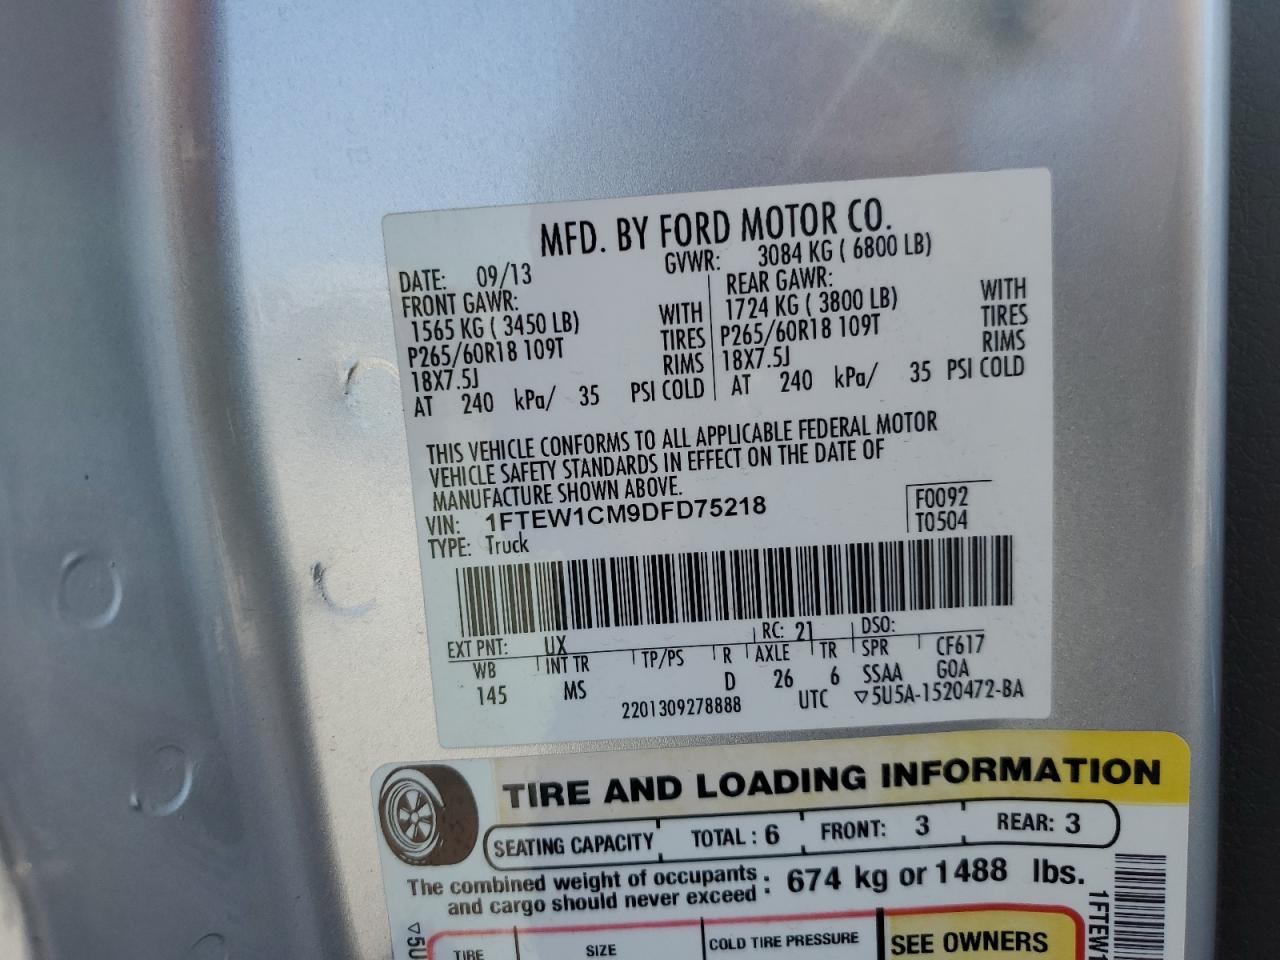 MFD. BY FORD MOTOR CO.
DATE: 09/13 GVWR: 3084 KG ( 6800 LB)
FRONT GAWR: REAR GAWR:
1565 KG ( 3450 LB) WITH 1724 KG ( 3800 LB) WITH
P265/60R18 109T TIRES P265/60R18 109T TIRES
18X7.5J RIMS 18X7.5J RIMS
AT 240 kPa/ 35 PSI COLD AT 240 kPa/ 35 PSI COLD
THIS VEHICLE CONFORMS TO ALL APPLICABLE FEDERAL MOTOR
VEHICLE SAFETY STANDARDS IN EFFECT ON THE DATE OF
MANUFACTURE SHOWN ABOVE.
VIN: 1FTEW1CM9DFD75218 F0092
TYPE: Truck T0504
EXT PNT: UX RC: 21 DSO:
WB INT TR TP/PS R AXLE TR SPR CF617
145 MS D 26 6 SSAA GOA
2201309278888 UTC ▽5U5A-1520472-BA
TIRE AND LOADING INFORMATION
SEATING CAPACITY TOTAL : 6 FRONT: 3 REAR: 3
The combined weight of occupants and cargo should never exceed : 674 kg or 1488 lbs.
TIRE SIZE COLD TIRE PRESSURE SEE OWNERS
▽5U
1FTEW1